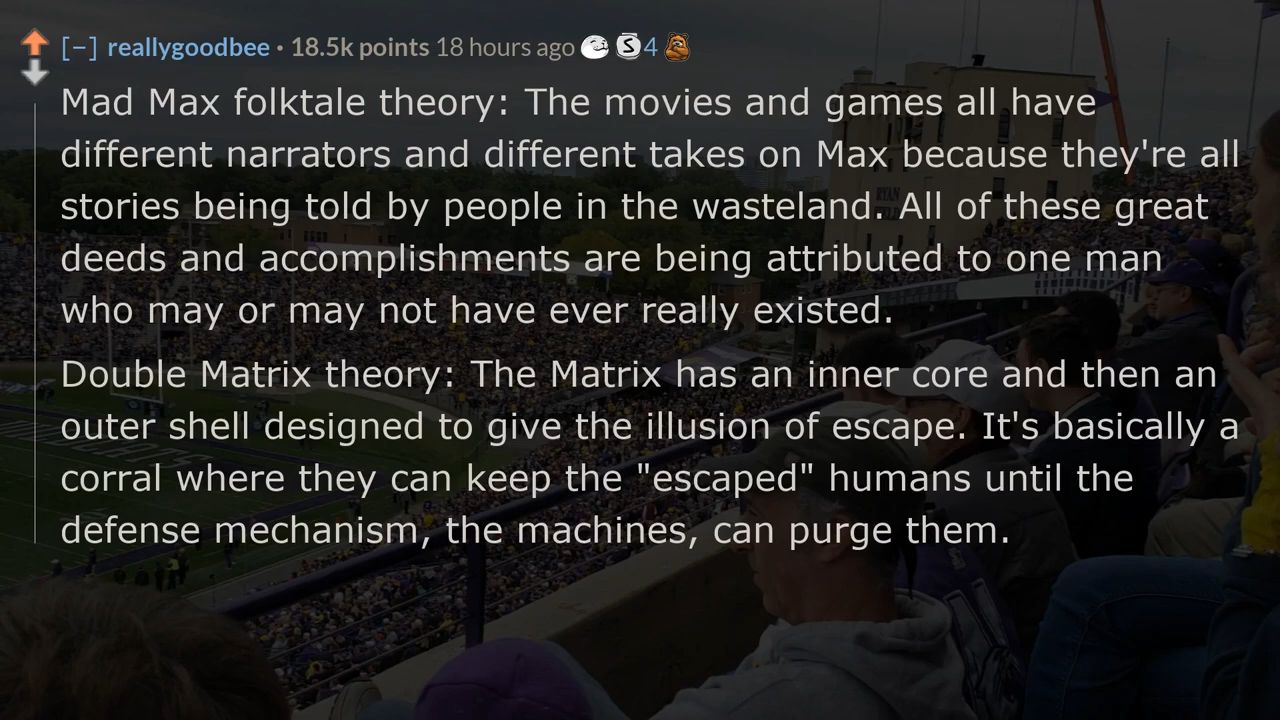 [–] reallygoodbee · 18.5k points 18 hours ago S 4
Mad Max folktale theory: The movies and games all have
different narrators and different takes on Max because they're all
stories being told by people in the wasteland. All of these great
deeds and accomplishments are being attributed to one man
who may or may not have ever really existed.
Double Matrix theory: The Matrix has an inner core and then an
outer shell designed to give the illusion of escape. It's basically a
corral where they can keep the "escaped" humans until the
defense mechanism, the machines, can purge them.
RYAN